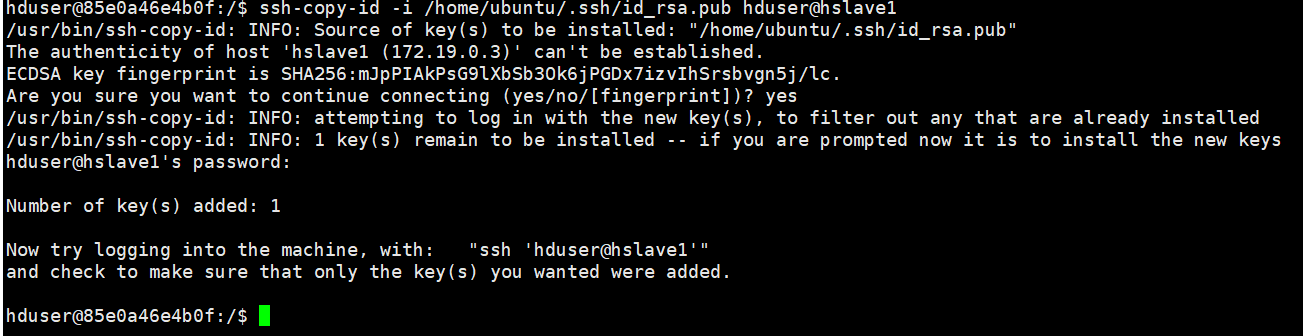 hduser@85e0a46e4b0f:/$ ssh-copy-id -i /home/ubuntu/.ssh/id_rsa.pub hduser@hslave1
/usr/bin/ssh-copy-id: INFO: Source of key(s) to be installed: "/home/ubuntu/.ssh/id_rsa.pub"
The authenticity of host 'hslave1 (172.19.0.3)' can't be established.
ECDSA key fingerprint is SHA256:mJpPIAkPsG9lXbSb3Ok6jPGDx7izvIhSrsbvgn5j/lc.
Are you sure you want to continue connecting (yes/no/[fingerprint])? yes
/usr/bin/ssh-copy-id: INFO: attempting to log in with the new key(s), to filter out any that are already installed
/usr/bin/ssh-copy-id: INFO: 1 key(s) remain to be installed -- if you are prompted now it is to install the new keys
hduser@hslave1's password:
Number of key(s) added: 1
Now try logging into the machine, with:   "ssh 'hduser@hslave1'"
and check to make sure that only the key(s) you wanted were added.
hduser@85e0a46e4b0f:/$